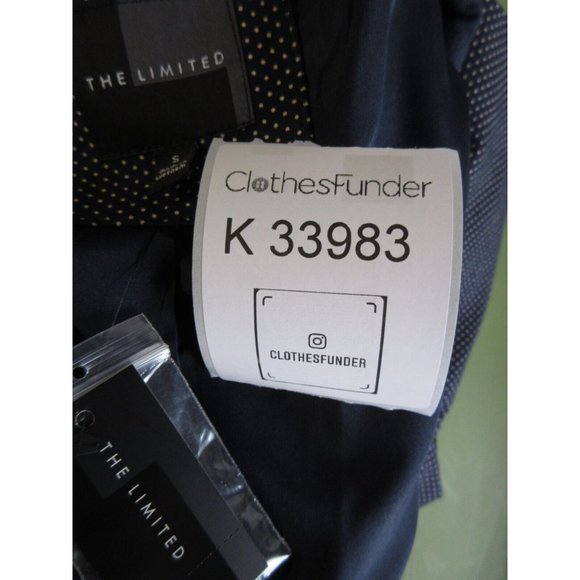 THE LIMITED
S
ClothesFunder
K 33983
CLOTHESFUNDER
THE LIMITED